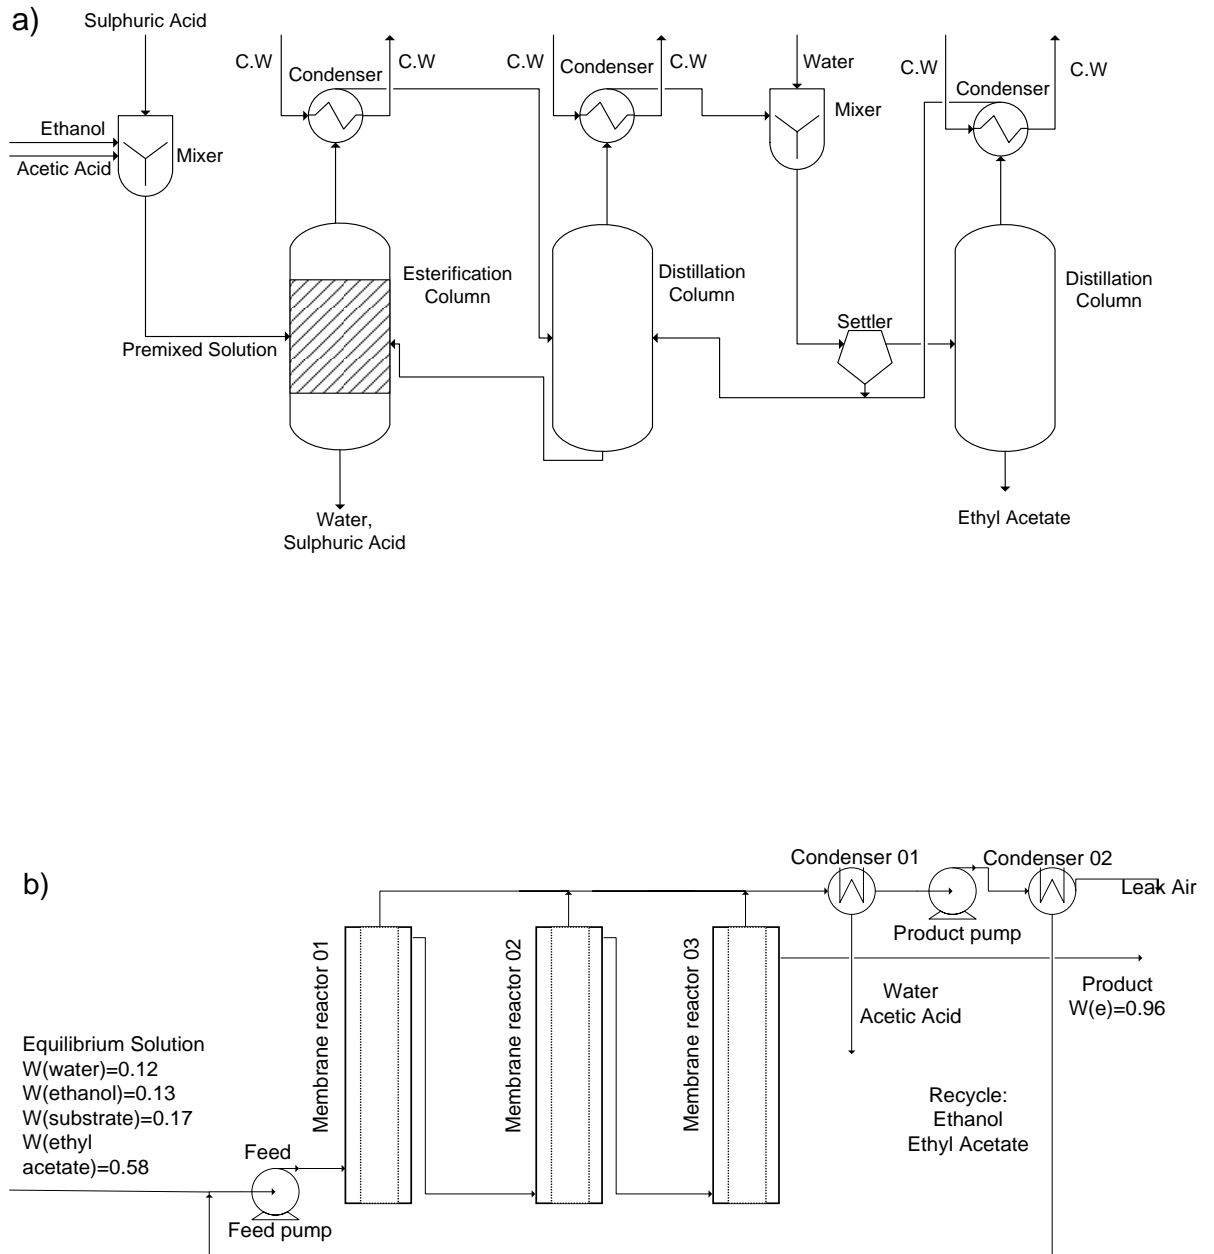 a)
Sulphuric Acid
C.W
Condenser
C.W
C.W
Condenser
C.W
Water
C.W
Condenser
C.W
Mixer
Ethanol
Acetic Acid
Mixer
Esterification
Column
Distillation
Column
Distillation
Column
Settler
Premixed Solution
Water,
Sulphuric Acid
Ethyl Acetate
b)
Condenser 01
Condenser 02
Leak Air
Product pump
Membrane reactor 01
Membrane reactor 02
Membrane reactor 03
Water
Acetic Acid
Product
W(e)=0.96
Equilibrium Solution
W(water)=0.12
W(ethanol)=0.13
W(substrate)=0.17
W(ethyl
acetate)=0.58
Feed
Feed pump
Recycle:
Ethanol
Ethyl Acetate